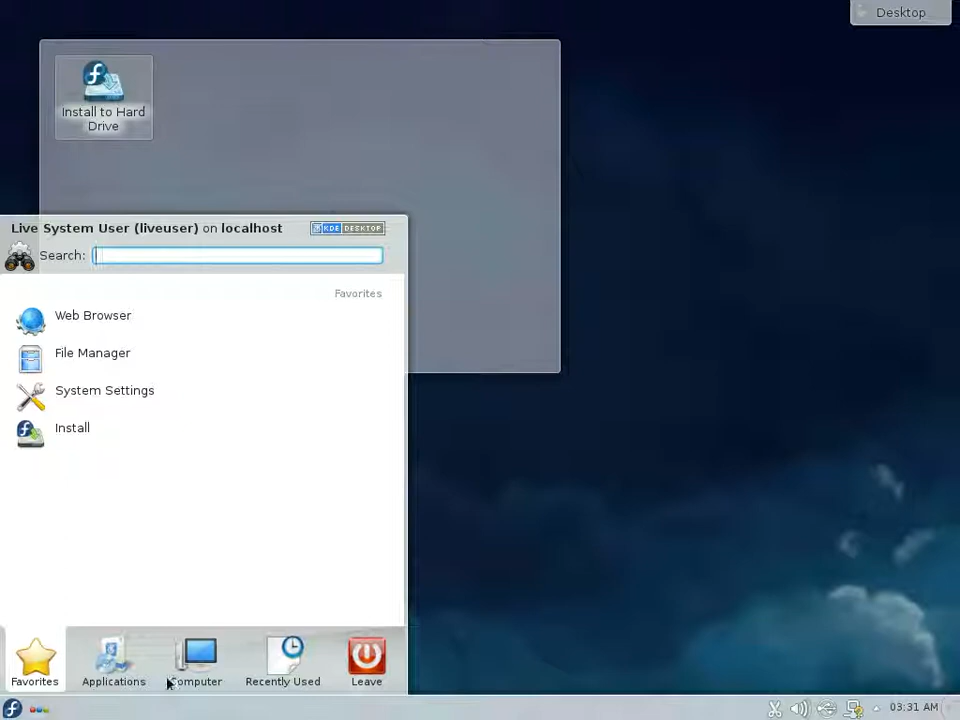 Desktop
Install to Hard
Drive
Live System User (liveuser) on localhost
KDE DESKTOP
Search:
Favorites
Web Browser
File Manager
System Settings
Install
Favorites
Applications
Computer
Recently Used
Leave
03:31 AM